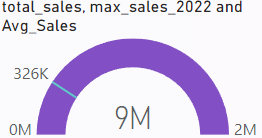 total_sales, max_sales_2022 and
Avg_Sales
326K
9M
0M
2M